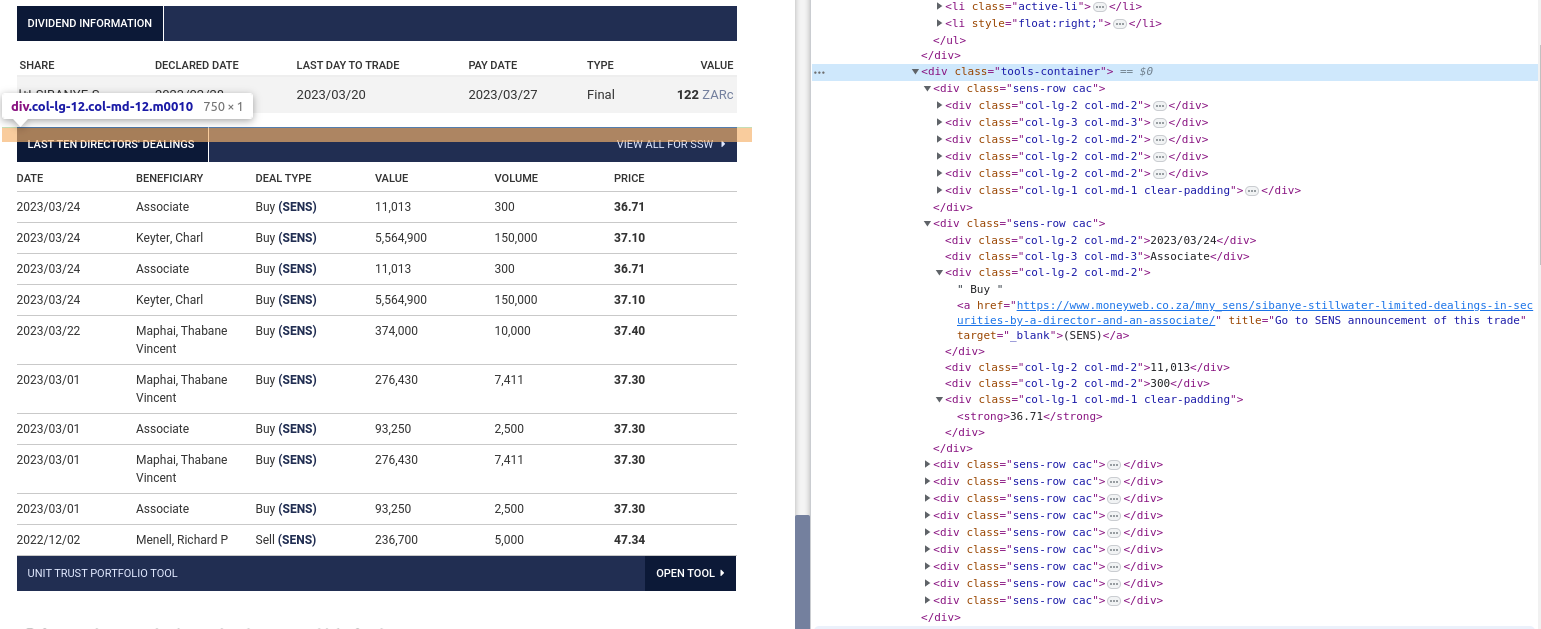 DIVIDEND INFORMATION
SHARE DECLARED DATE LAST DAY TO TRADE PAY DATE TYPE VALUE
2023/03/20 2023/03/27 Final 122 ZARc
div.col-lg-12.col-md-12.m0010 750 × 1
LAST TEN DIRECTORS' DEALINGS VIEW ALL FOR SSW
DATE BENEFICIARY DEAL TYPE VALUE VOLUME PRICE
2023/03/24 Associate Buy (SENS) 11,013 300 36.71
2023/03/24 Keyter, Charl Buy (SENS) 5,564,900 150,000 37.10
2023/03/24 Associate Buy (SENS) 11,013 300 36.71
2023/03/24 Keyter, Charl Buy (SENS) 5,564,900 150,000 37.10
2023/03/22 Maphai, Thabane Buy (SENS) 374,000 10,000 37.40
Vincent
2023/03/01 Maphai, Thabane Buy (SENS) 276,430 7,411 37.30
Vincent
2023/03/01 Associate Buy (SENS) 93,250 2,500 37.30
2023/03/01 Maphai, Thabane Buy (SENS) 276,430 7,411 37.30
Vincent
2023/03/01 Associate Buy (SENS) 93,250 2,500 37.30
2022/12/02 Menell, Richard P Sell (SENS) 236,700 5,000 47.34
UNIT TRUST PORTFOLIO TOOL OPEN TOOL
<li class="active-li">…</li>
<li style="float:right;">…</li>
</ul>
</div>
… <div class="tools-container"> == $0
<div class="sens-row cac">
<div class="col-lg-2 col-md-2">…</div>
<div class="col-lg-3 col-md-3">…</div>
<div class="col-lg-2 col-md-2">…</div>
<div class="col-lg-2 col-md-2">…</div>
<div class="col-lg-2 col-md-2">…</div>
<div class="col-lg-1 col-md-1 clear-padding">…</div>
</div>
<div class="sens-row cac">
<div class="col-lg-2 col-md-2">2023/03/24</div>
<div class="col-lg-3 col-md-3">Associate</div>
<div class="col-lg-2 col-md-2">
" Buy "
<a href="https://www.moneyweb.co.za/mny_sens/sibanye-stillwater-limited-dealings-in-sec
urities-by-a-director-and-an-associate/" title="Go to SENS announcement of this trade"
target="_blank">(SENS)</a>
</div>
<div class="col-lg-2 col-md-2">11,013</div>
<div class="col-lg-2 col-md-2">300</div>
<div class="col-lg-1 col-md-1 clear-padding">
<strong>36.71</strong>
</div>
</div>
<div class="sens-row cac">…</div>
<div class="sens-row cac">…</div>
<div class="sens-row cac">…</div>
<div class="sens-row cac">…</div>
<div class="sens-row cac">…</div>
<div class="sens-row cac">…</div>
<div class="sens-row cac">…</div>
<div class="sens-row cac">…</div>
<div class="sens-row cac">…</div>
</div>